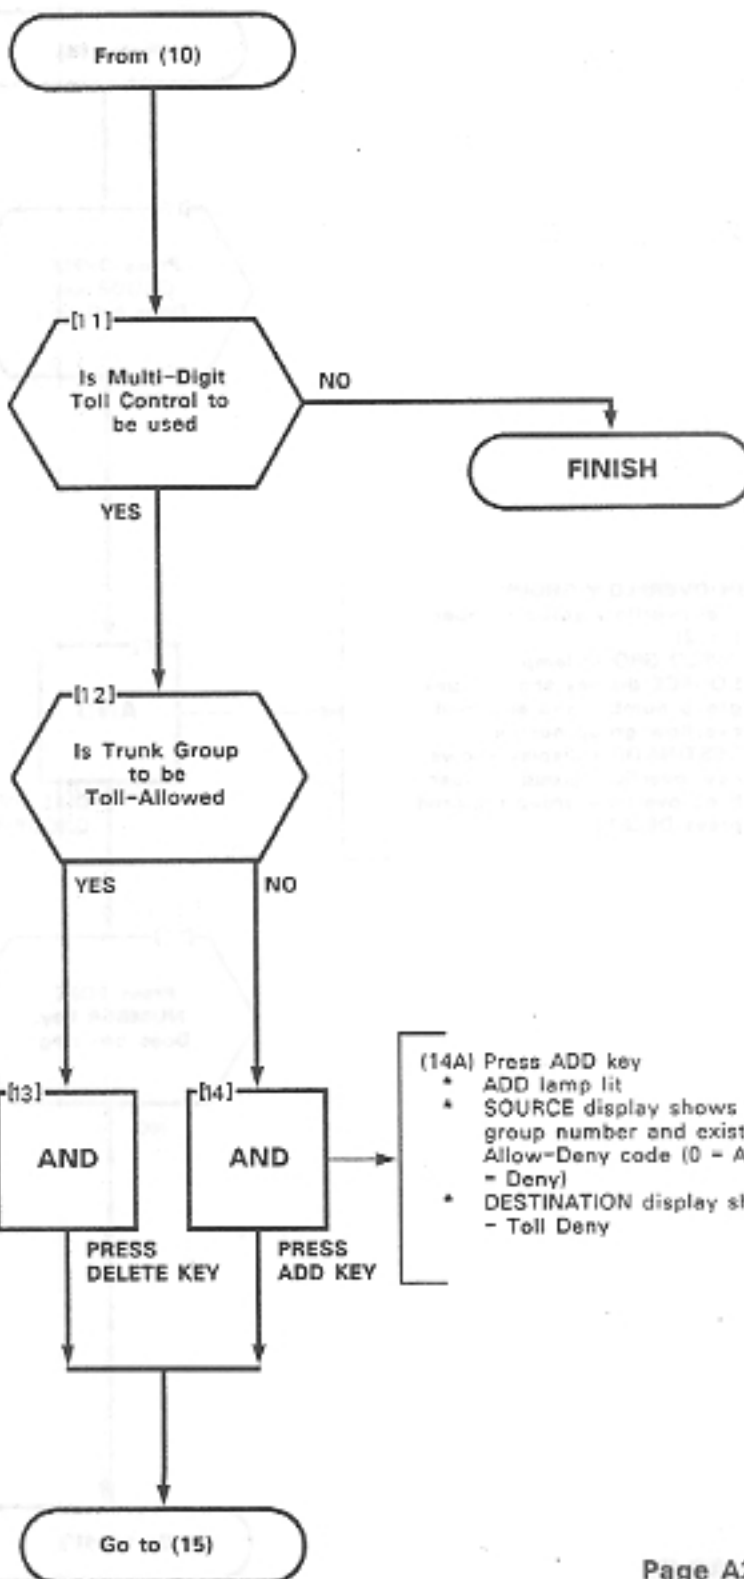 From (10)
[11]
Is Multi-Digit
Toll Control to
be used
NO
FINISH
YES
[12]
Is Trunk Group
to be
Toll-Allowed
YES
NO
[13]
AND
[14]
AND
(14A) Press ADD key
* ADD lamp lit
* SOURCE display shows
group number and exist
Allow-Deny code (0 = A
= Deny)
* DESTINATION display sh
- Toll Deny
PRESS
DELETE KEY
PRESS
ADD KEY
Go to (15)
Page A